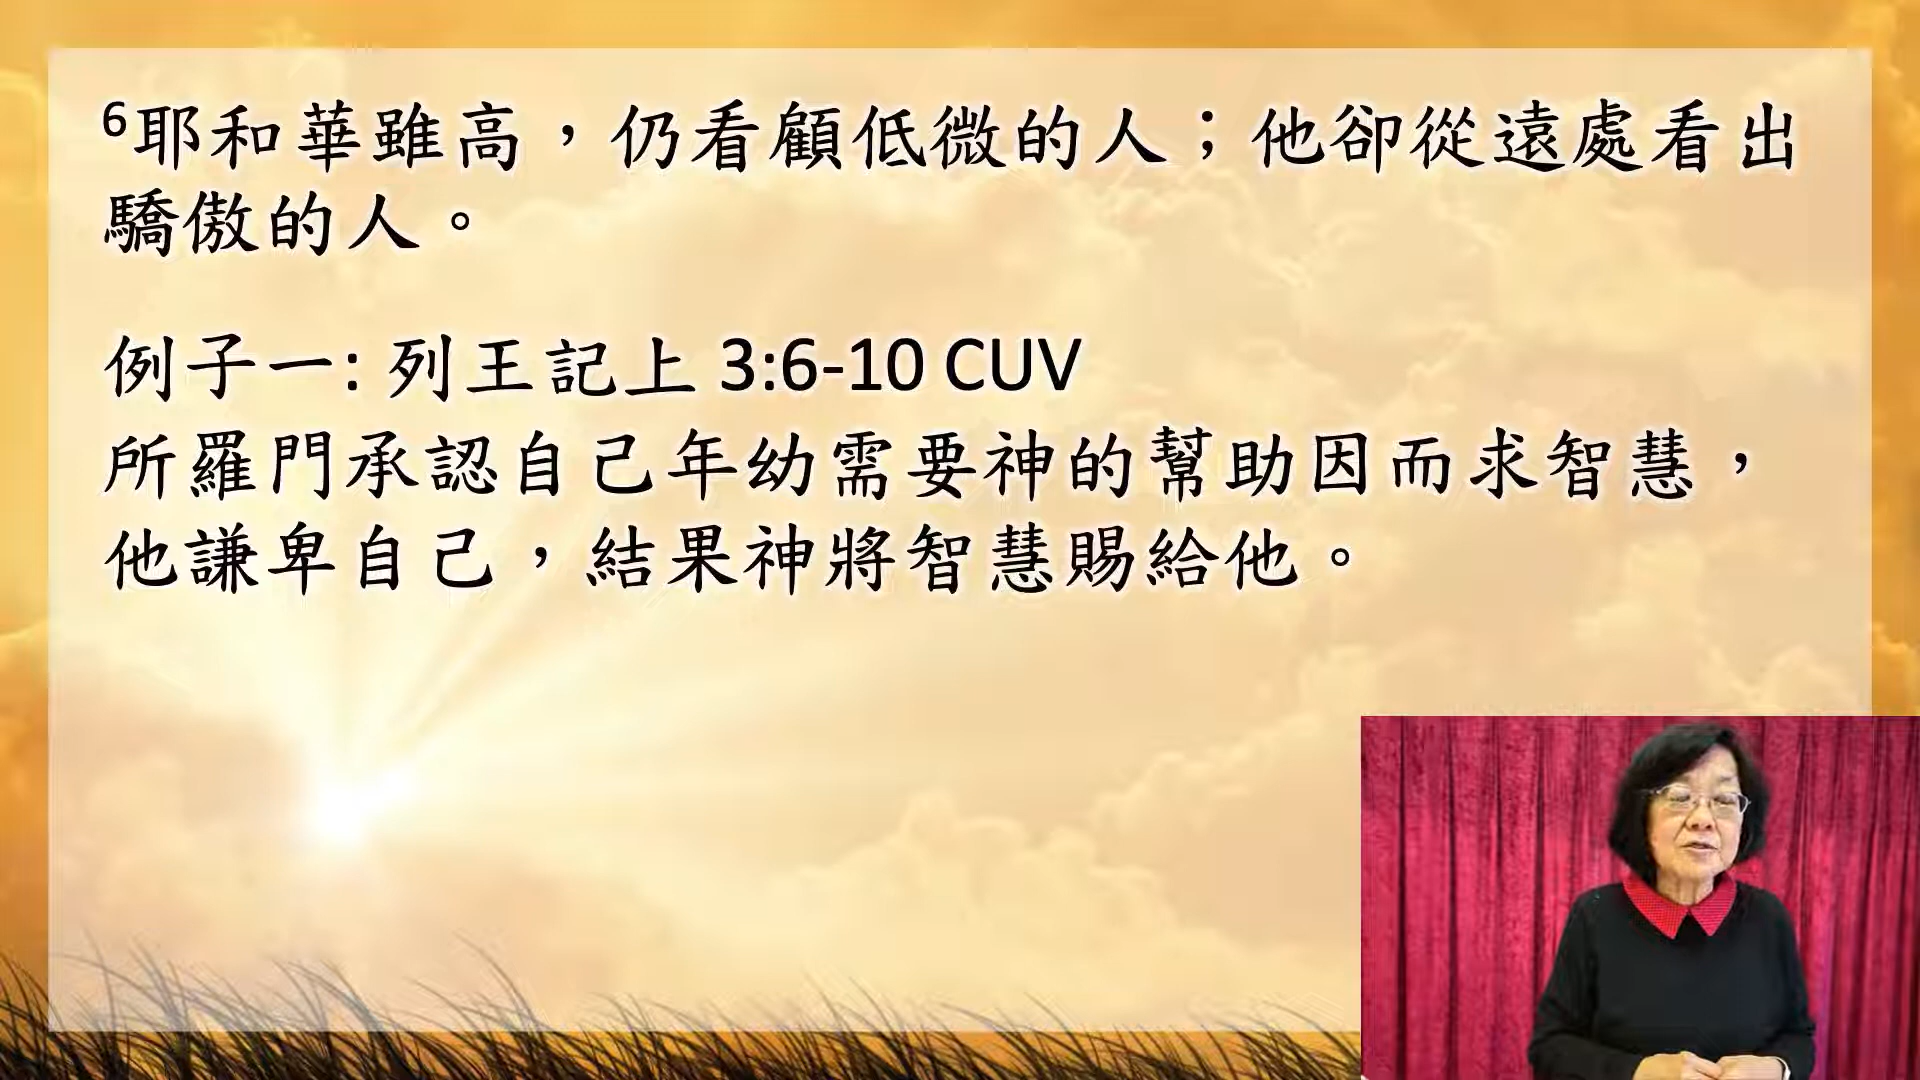 6耶和華雖高，仍看顧低微的人；他卻從遠處看出
驕傲的人。
例子一: 列王記上 3:6-10 CUV
所羅門承認自己年幼需要神的幫助因而求智慧，
他謙卑自己，結果神將智慧賜給他。